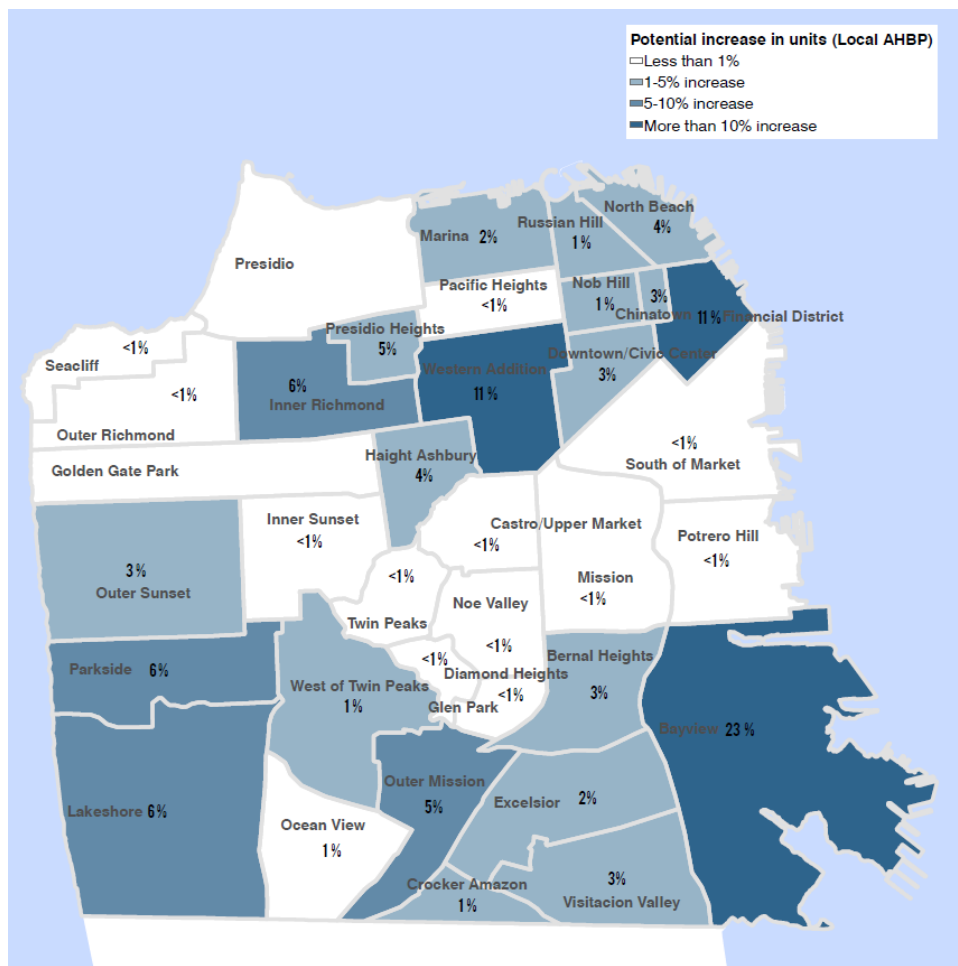 Potential increase in units (Local AHBP)
Less than 1%
1-5% increase
5-10% increase
More than 10% increase
North Beach
4%
Russian Hill
1%
Marina 2%
Presidio
Pacific Heights
<1%
Nob Hill
1%
3%
Chinatown
11% Financial District
Presidio Heights
5%
<1%
Seacliff
Western Addition
11%
Downtown/Civic Center
3%
6%
Inner Richmond
<1%
Outer Richmond
Haight Ashbury
4%
<1%
South of Market
Golden Gate Park
Inner Sunset
<1%
Castro/Upper Market
<1%
Potrero Hill
<1%
3%
Outer Sunset
<1%
Twin Peaks
Mission
<1%
Noe Valley
<1%
Parkside 6%
West of Twin Peaks
1%
<1%
Diamond Heights
<1%
Glen Park
Bernal Heights
3%
Bayview 23%
Lakeshore 6%
Outer Mission
5%
Excelsior 2%
Ocean View
1%
Crocker Amazon
1%
3%
Visitacion Valley